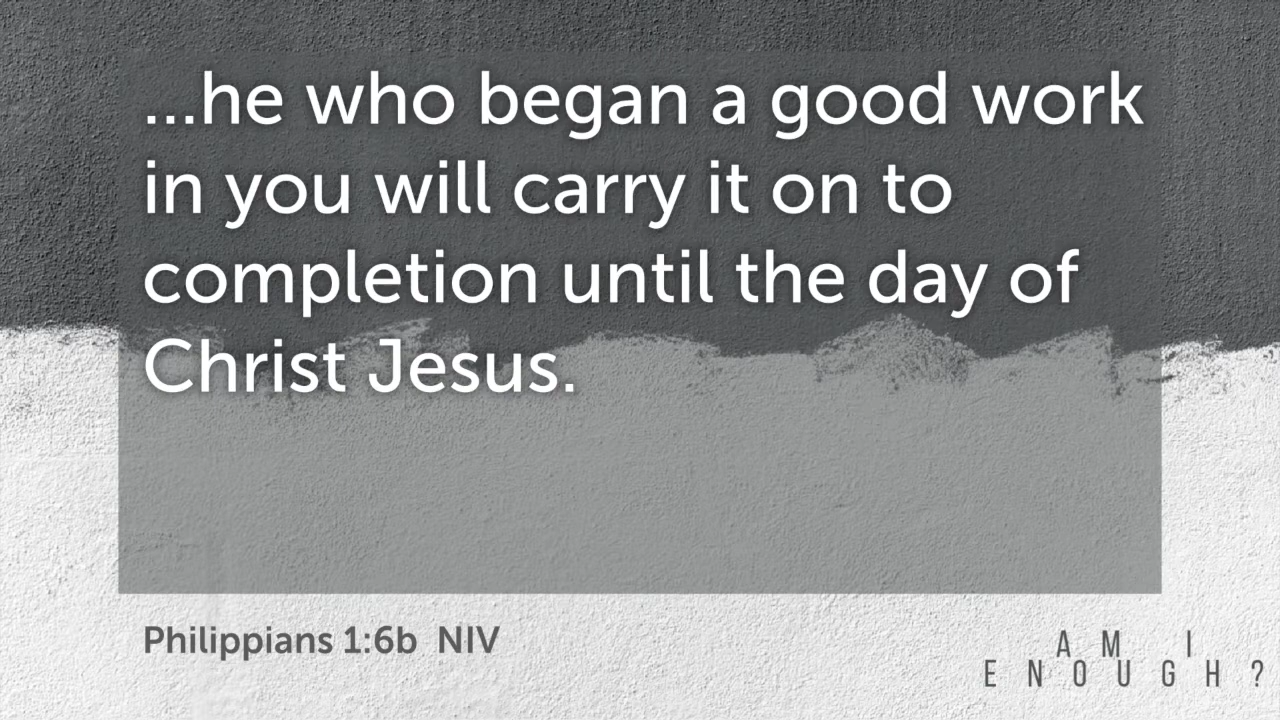 ...he who began a good work
in you will carry it on to
completion until the day of
Christ Jesus.
Philippians 1:6b NIV
AM I
ENOUGH?